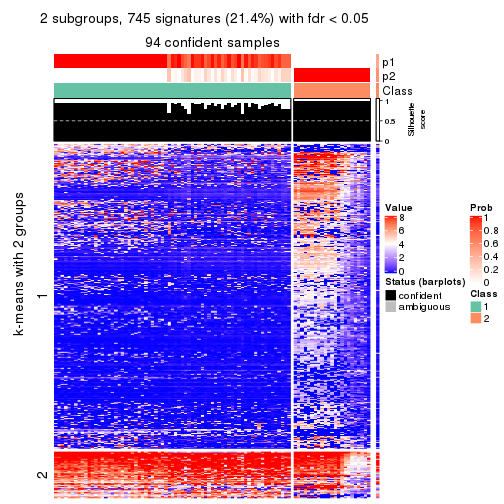 2 subgroups, 745 signatures (21.4%) with fdr < 0.05
94 confident samples
p1
p2
Class
1
0.5
0
Silhouette
score
k-means with 2 groups
1
2
Value
8
6
4
2
0
Status (barplots)
confident
ambiguous
Prob
1
0.8
0.6
0.4
0.2
0
Class
1
2